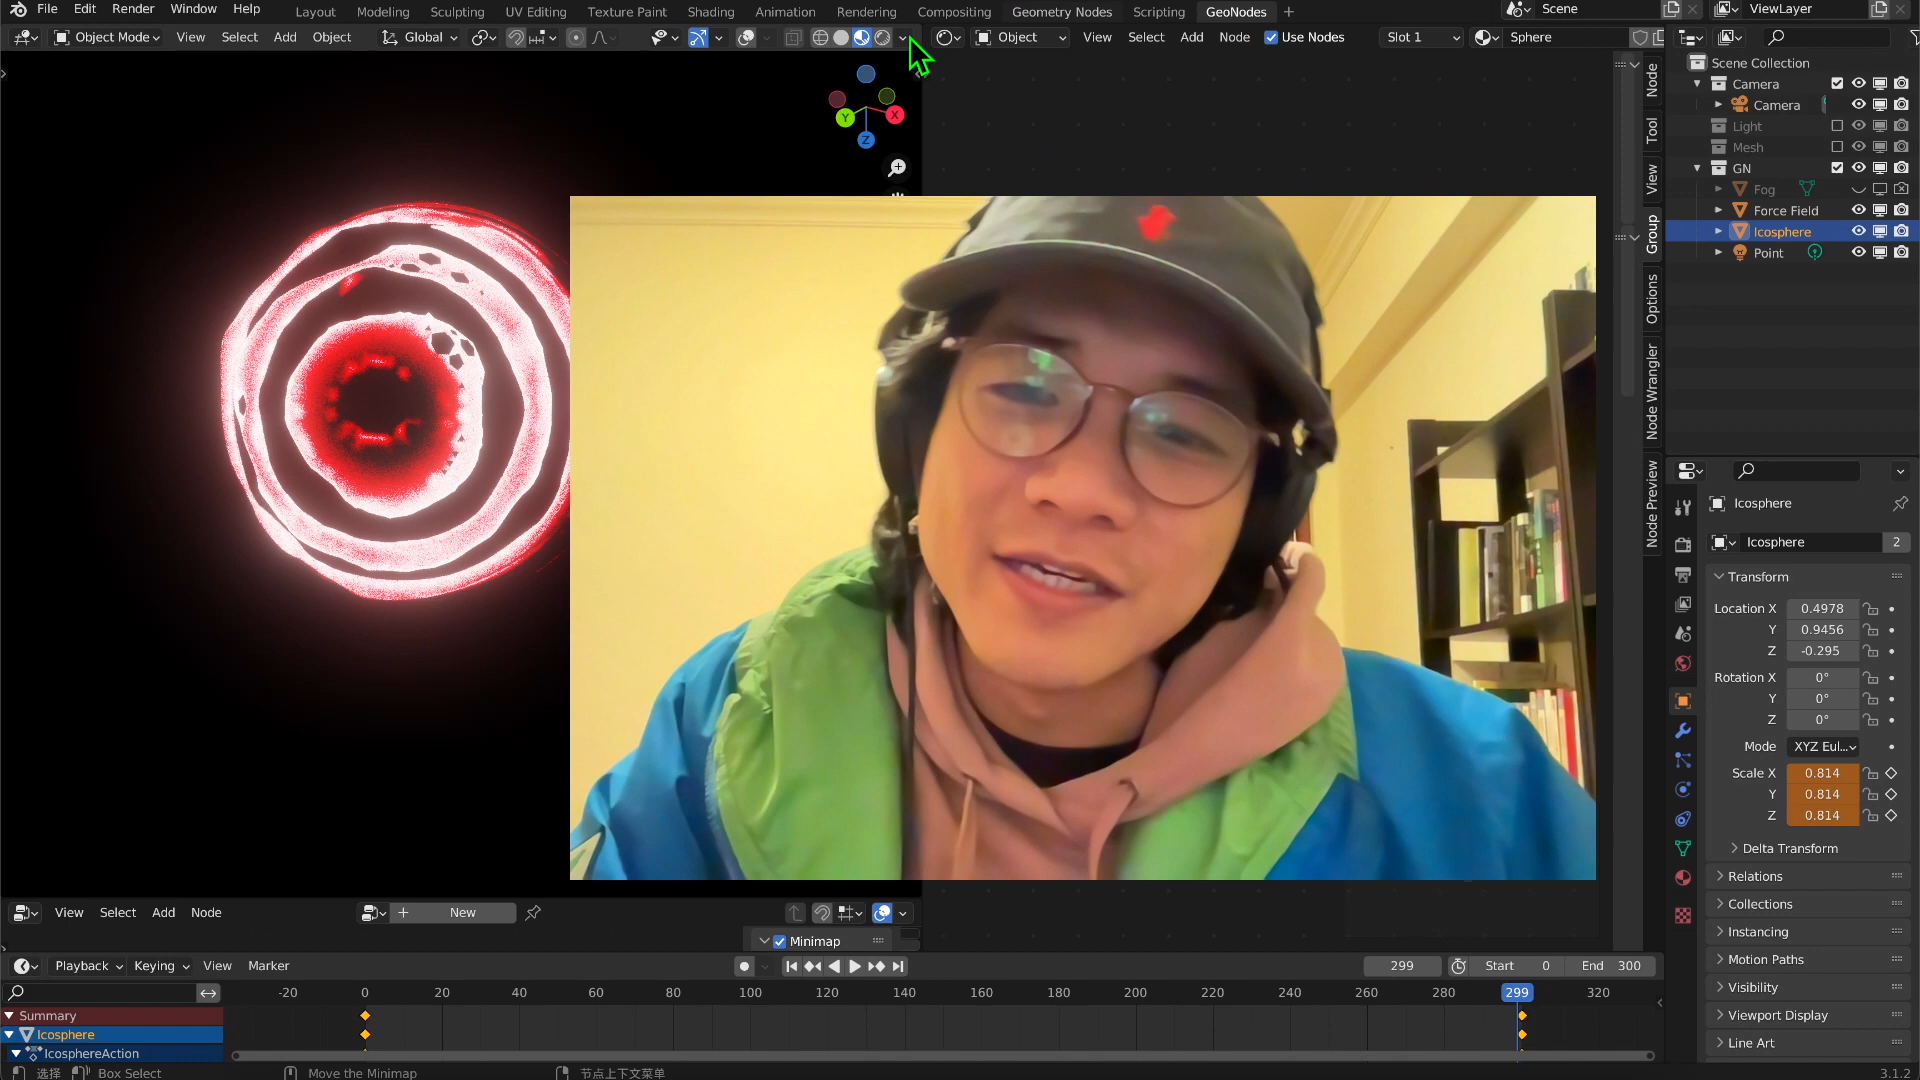 File Edit Render Window Help Layout Modeling Sculpting UV Editing Texture Paint Shading Animation Rendering Compositing Geometry Nodes Scripting GeoNodes + Scene ViewLayer
Object Mode View Select Add Object Global Object View Select Add Node Use Nodes Slot 1 Sphere
X
Y
Z
Node
Tool
View
Group
Options
Node Wrangler
Node Preview
Scene Collection
Camera
Camera
Light
Mesh
GN
Fog
Force Field
Icosphere
Point
Icosphere
Icosphere 2
Transform
Location X 0.4978
Y 0.9456
Z -0.295
Rotation X 0°
Y 0°
Z 0°
Mode XYZ Eul...
Scale X 0.814
Y 0.814
Z 0.814
Delta Transform
Relations
Collections
Instancing
Motion Paths
Visibility
Viewport Display
Line Art
View Select Add Node + New
Minimap
Playback Keying View Marker 299 Start 0 End 300
-20 0 20 40 60 80 100 120 140 160 180 200 220 240 260 280 299 320
Summary
Icosphere
IcosphereAction
选择 Box Select Move the Minimap 节点上下文菜单 3.1.2